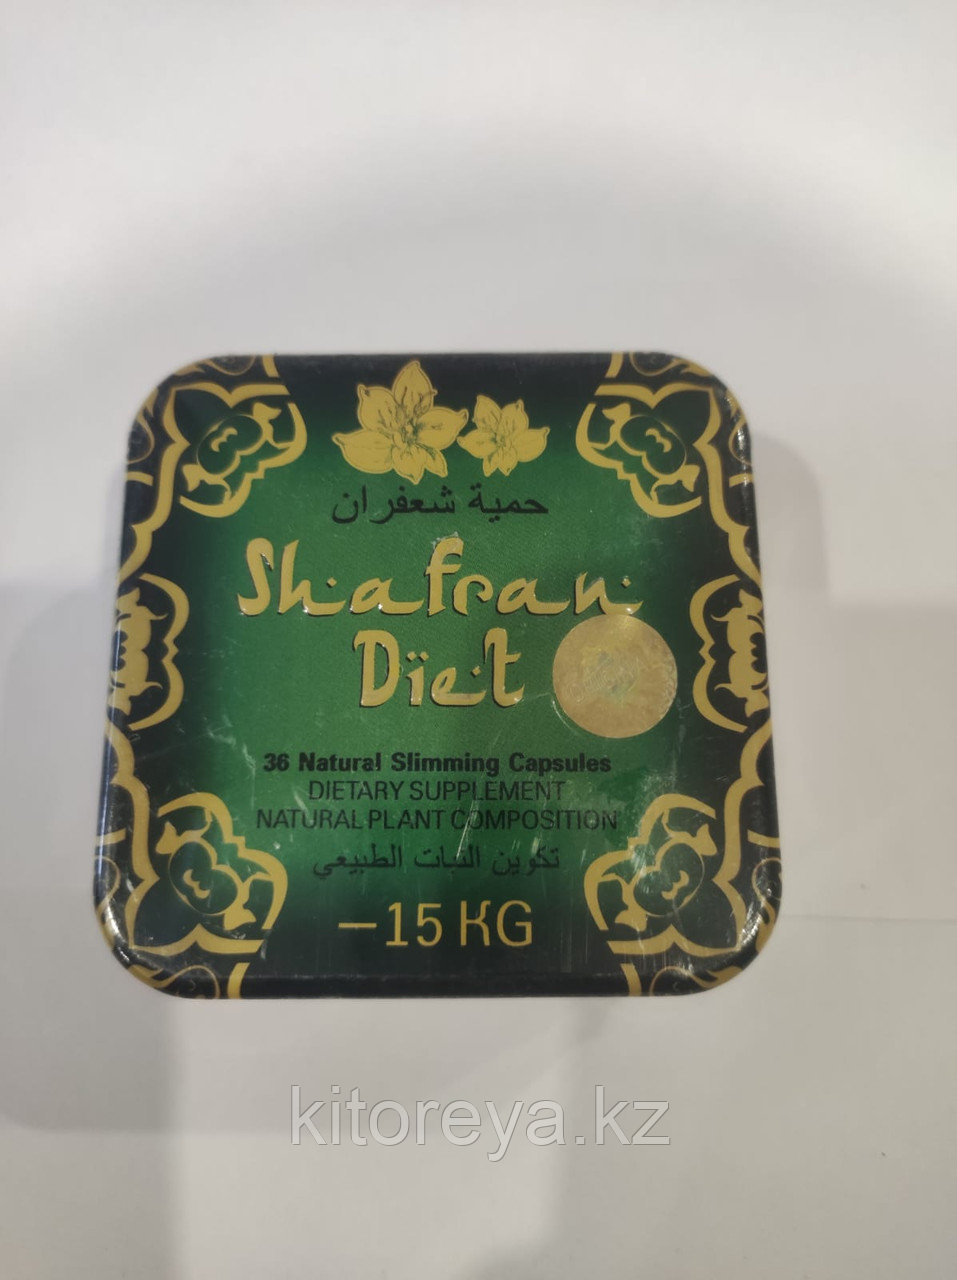 حمية شعفران
Shafran
Dïet
36 Natural Slimming Capsules
DIETARY SUPPLEMENT
NATURAL PLANT COMPOSITION
تكوين النبات الطبيعي
–15 KG
kitoreya.kz